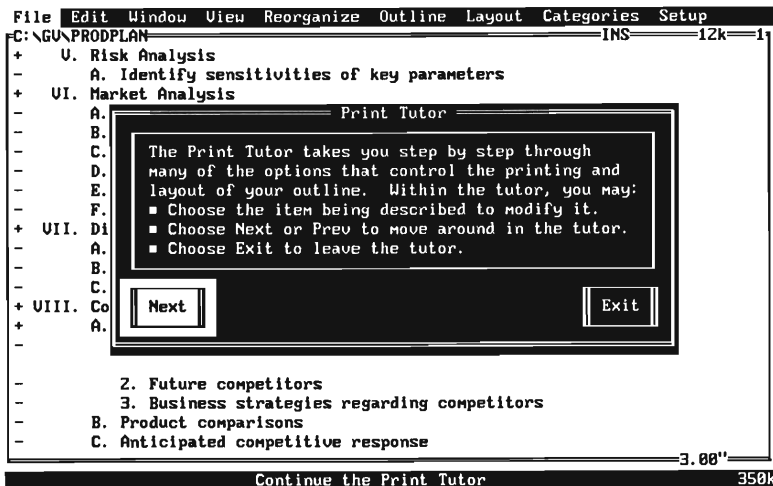 File Edit Window View Reorganize Outline Layout Categories Setup
C:\GV\PRODPLAN INS 12k 1
+ V. Risk Analysis
- A. Identify sensitivities of key parameters
+ VI. Market Analysis
- A.
- B.
- C.
- D.
- E.
- F.
+ VII. Di
- A.
- B.
- C.
+ VIII. Co
+ A.
-
- 2. Future competitors
- 3. Business strategies regarding competitors
- B. Product comparisons
- C. Anticipated competitive response
Print Tutor
The Print Tutor takes you step by step through
many of the options that control the printing and
layout of your outline. Within the tutor, you may:
■ Choose the item being described to modify it.
■ Choose Next or Prev to move around in the tutor.
■ Choose Exit to leave the tutor.
Next Exit
3.00"
Continue the Print Tutor 350k